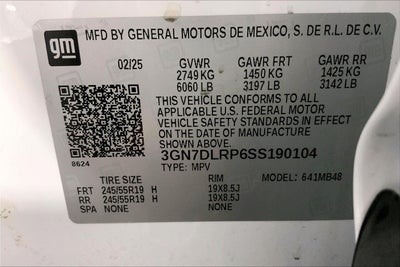 gm MFD BY GENERAL MOTORS DE MEXICO, S. DE R.L. DE C.V.
02/25 GVWR GAWR FRT GAWR RR
2749 KG 1450 KG 1425 KG
6060 LB 3197 LB 3142 LB
THIS VEHICLE CONFORMS TO ALL
APPLICABLE U.S. FEDERAL MOTOR
VEHICLE SAFETY STANDARDS IN EFFECT
ON THE DATE OF MANUFACTURE
SHOWN ABOVE.
8624 3GN7DLRP6SS190104
TYPE: MPV MODEL: 641MB48
TIRE SIZE RIM
FRT 245/55R19 H 19X8.5J
RR 245/55R19 H 19X8.5J
SPA NONE NONE